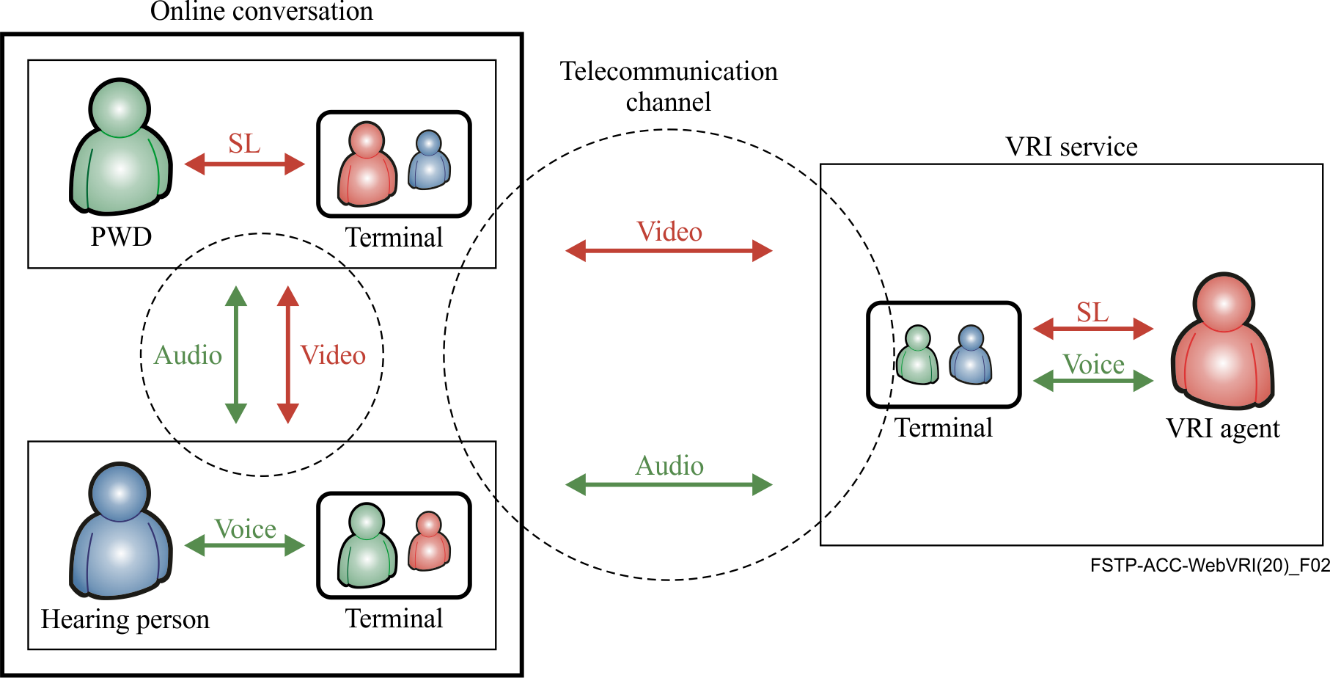 Online conversation
SL
PWD
Terminal
Audio
Video
Voice
Hearing person
Terminal
Telecommunication
channel
Video
Audio
VRI service
SL
Voice
Terminal
VRI agent
FSTP-ACC-WebVRI(20)_F02